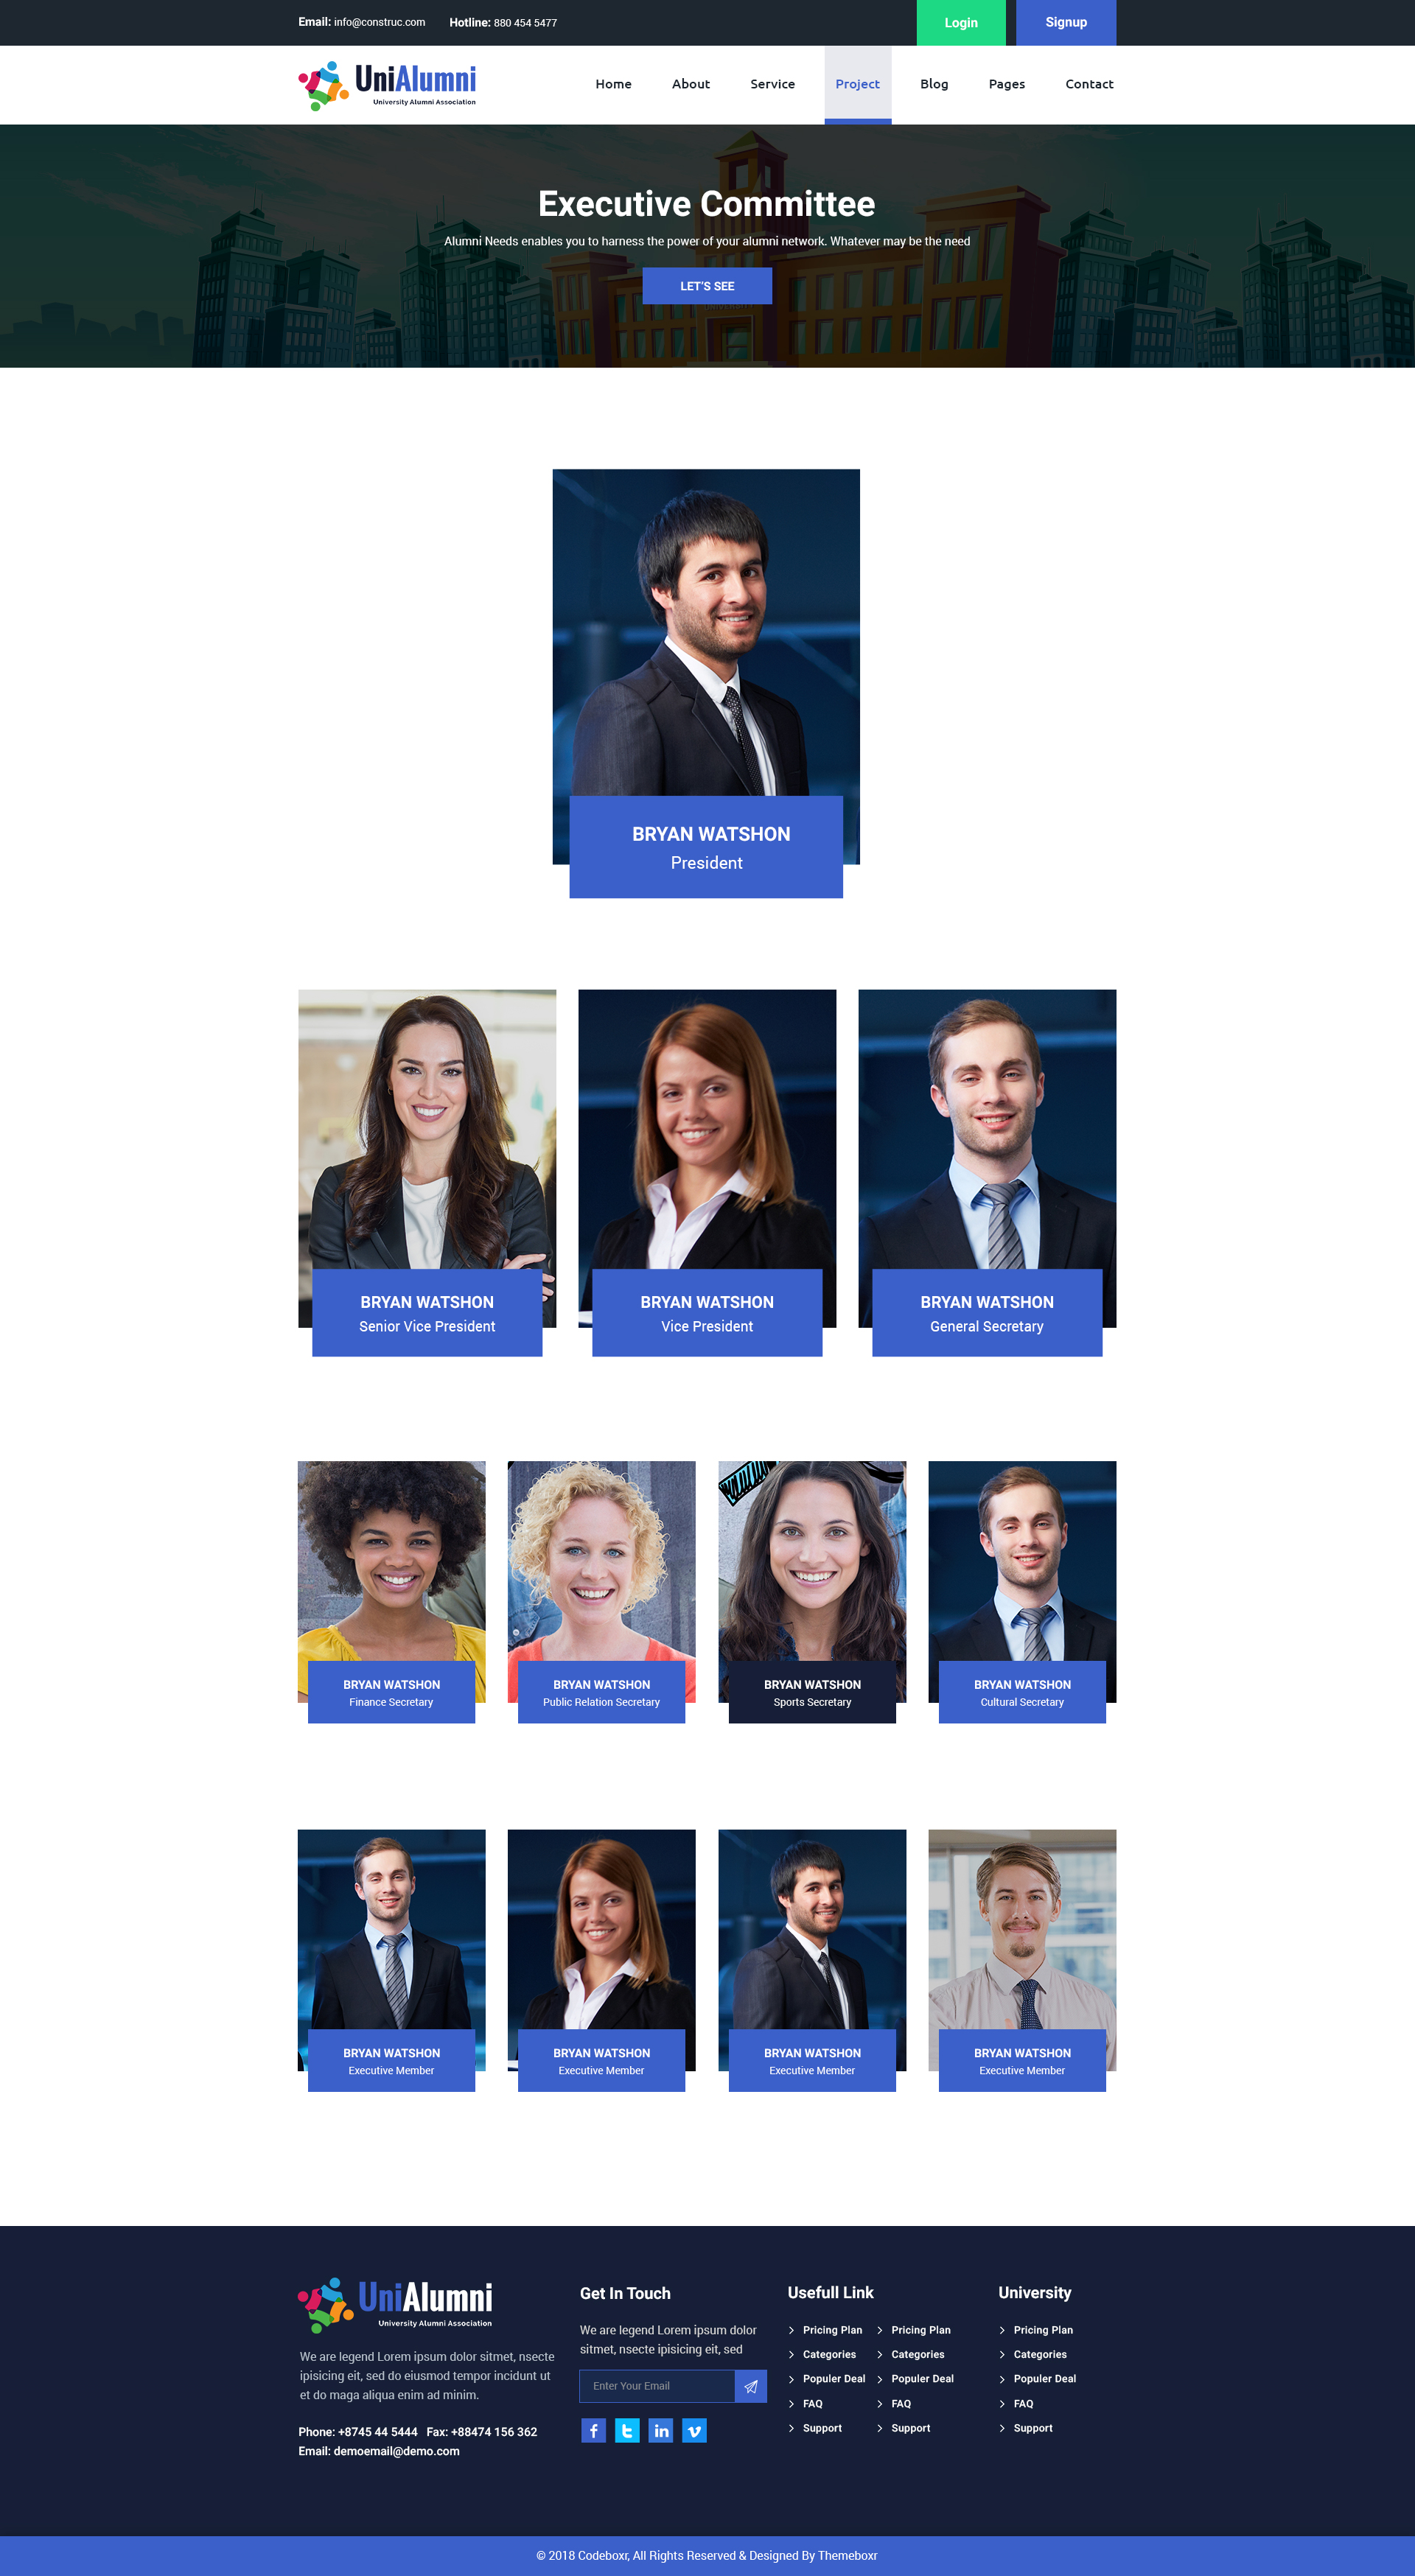 Email: info@construc.com Hotline: 880 454 5477 Login Signup
UniAlumni
University Alumni Association
Home About Service Project Blog Pages Contact
Executive Committee
Alumni Needs enables you to harness the power of your alumni network. Whatever may be the need
LET'S SEE
BRYAN WATSHON
President
BRYAN WATSHON
Senior Vice President
BRYAN WATSHON
Vice President
BRYAN WATSHON
General Secretary
BRYAN WATSHON
Finance Secretary
BRYAN WATSHON
Public Relation Secretary
BRYAN WATSHON
Sports Secretary
BRYAN WATSHON
Cultural Secretary
BRYAN WATSHON
Executive Member
BRYAN WATSHON
Executive Member
BRYAN WATSHON
Executive Member
BRYAN WATSHON
Executive Member
UniAlumni
University Alumni Association
We are legend Lorem ipsum dolor sitmet, nsecte
ipisicing eit, sed do eiusmod tempor incidunt ut
et do maga aliqua enim ad minim.
Phone: +8745 44 5444 Fax: +88474 156 362
Email: demoemail@demo.com
Get In Touch
We are legend Lorem ipsum dolor
sitmet, nsecte ipisicing eit, sed
Enter Your Email
Usefull Link
Pricing Plan
Categories
Populer Deal
FAQ
Support
Pricing Plan
Categories
Populer Deal
FAQ
Support
University
Pricing Plan
Categories
Populer Deal
FAQ
Support
© 2018 Codeboxr, All Rights Reserved & Designed By Themeboxr